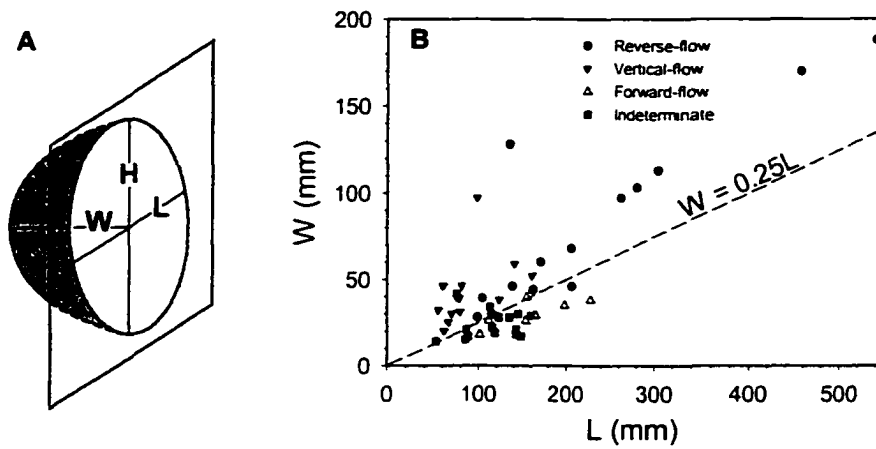 A
H
W
L
B
Reverse-flow
Vertical-flow
Forward-flow
Indeterminate
W = 0.25L
W (mm)
200
150
100
50
0
0 100 200 300 400 500
L (mm)